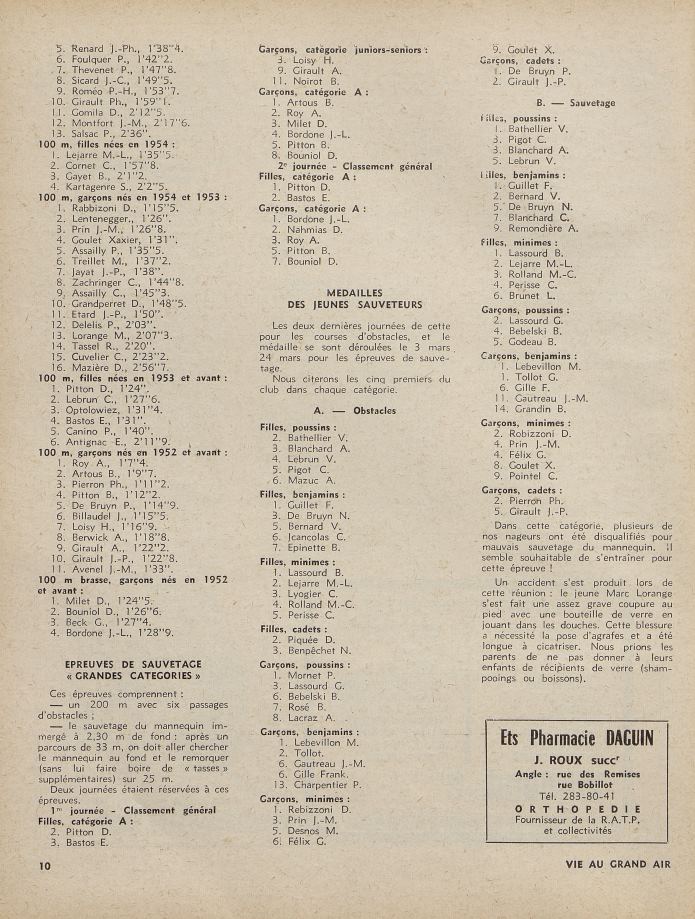 5. Renard J.-Ph., 1'38"4.
6. Foulquer P., 1'42"2.
7. Thevenet P., 1'47"8.
8. Sicard J.-C., 1'49"5.
9. Roméo P.-H., 1'53"7.
10. Girault Ph., 1'59"1.
11. Gomila D., 2'12"5.
12. Montfort J.-M., 2'17"6.
13. Salsac P., 2'36".
100 m, filles nées en 1954 :
1. Lejarre M.-L., 1'35"5.
2. Cornet C., 1'57"8.
3. Gayet B., 2'1"2.
4. Kartagenre S., 2'2"5.
100 m, garçons nés en 1954 et 1953 :
1. Rabbizoni D., 1'15"5.
2. Lentenegger., 1'26".
3. Prin J.-M., 1'26"8.
4. Goulet Xaxier, 1'31".
5. Assailly P., 1'35"5.
6. Treillet M., 1'37"2.
7. Jayat J.-P., 1'38".
8. Zachringer C., 1'44"8.
9. Assailly C., 1'45"3.
10. Grandperret D., 1'48"5.
11. Etard J.-P., 1'50".
12. Delelis P., 2'03".
13. Lorange M., 2'07"3.
14. Tassel R., 2'20".
15. Cuvelier C., 2'23"2.
16. Mazière D., 2'56"7.
100 m, filles nées en 1953 et avant :
1. Pitton D., 1'24".
2. Lebrun C., 1'27"6.
3. Optolowiez, 1'31"4.
4. Bastos E., 1'31".
5. Canino P., 1'40".
6. Antignac E., 2'11"9.
100 m, garçons nés en 1952 et avant :
1. Roy A., 1'7"4.
2. Artous B., 1'9"7.
3. Pierron Ph., 1'11"2.
4. Pitton B., 1'12"2.
5. De Bruyn P., 1'14"9.
6. Billaudel J., 1'15"5.
7. Loisy H., 1'16"9.
8. Berwick A., 1'18"8.
9. Girault A., 1'22"2.
10. Girault J.-P., 1'22"8.
11. Avenel J.-M., 1'33".
100 m brasse, garçons nés en 1952
et avant :
1. Milet D., 1'24"5.
2. Bouniol D., 1'26"6.
3. Beck G., 1'27"4.
4. Bordone J.-L., 1'28"9.
EPREUVES DE SAUVETAGE
« GRANDES CATEGORIES »
Ces épreuves comprennent :
— un 200 m avec six passages
d'obstacles ;
— le sauvetage du mannequin im-
mergé à 2,30 m de fond : après un
parcours de 33 m, on doit aller chercher
le mannequin au fond et le remorquer
(sans lui faire boire de « tasses »
supplémentaires) sur 25 m.
Deux journées étaient réservées à ces
épreuves.
1re journée - Classement général
Filles, catégorie A :
2. Pitton D.
3. Bastos E.
Garçons, catégorie juniors-seniors :
3. Loisy H.
9. Girault A.
11. Noirot B.
Garçons, catégorie A :
1. Artous B.
2. Roy A.
3. Milet D.
4. Bordone J.-L.
5. Pitton B.
8. Bouniol D.
2e journée - Classement général
Filles, catégorie A :
1. Pitton D.
2. Bastos E.
Garçons, catégorie A :
1. Bordone J.-L.
2. Nahmias D.
3. Roy A.
5. Pitton B.
7. Bouniol D.
MEDAILLES
DES JEUNES SAUVETEURS
Les deux dernières journées de cette
pour les courses d'obstacles, et le
médaille se sont déroulées le 3 mars
24 mars pour les épreuves de sauve-
tage.
Nous citerons les cinq premiers du
club dans chaque catégorie.
A. — Obstacles
Filles, poussins :
2. Bathellier V.
3. Blanchard A.
4. Lebrun V.
5. Pigot C.
6. Mazuc A.
Filles, benjamins :
1. Guillet F.
3. De Bruyn N.
5. Bernard V.
6. Jeancolas C.
7. Epinette B.
Filles, minimes :
1. Lassourd B.
2. Lejarre M.-L.
3. Lyogier C.
4. Rolland M.-C.
5. Perisse C.
Filles, cadets :
2. Piquée D.
3. Benpêchet N.
Garçons, poussins :
1. Mornet P.
3. Lassourd G.
6. Bebelski B.
7. Rosé B.
8. Lacraz A.
Garçons, benjamins :
1. Lebevillon M.
2. Tollot.
6. Gautreau J.-M.
6. Gille Frank.
13. Charpentier P.
Garçons, minimes :
1. Rebizzoni D.
3. Prin J.-M.
5. Desnos M.
6. Félix G.
9. Goulet X.
Garçons, cadets :
1. De Bruyn P.
2. Girault J.-P.
B. — Sauvetage
Filles, poussins :
1. Bathellier V.
3. Pigot C.
3. Blanchard A.
5. Lebrun V.
Filles, benjamins :
1. Guillet F.
2. Bernard V.
5. De Bruyn N.
7. Blanchard C.
9. Remondière A.
Filles, minimes :
1. Lassourd B.
2. Lejarre M.-L.
3. Rolland M.-C.
4. Perisse C.
6. Brunet L.
Garçons, poussins :
2. Lassourd G.
4. Bebelski B.
5. Godeau B.
Garçons, benjamins :
1. Lebevillon M.
1. Tollot G.
6. Gille F.
11. Gautreau J.-M.
14. Grandin B.
Garçons, minimes :
2. Robizzoni D.
4. Prin J.-M.
4. Félix G.
8. Goulet X.
9. Pointel C.
Garçons, cadets :
2. Pierron Ph.
5. Girault J.-P.
Dans cette catégorie, plusieurs de
nos nageurs ont été disqualifiés pour
mauvais sauvetage du mannequin. Il
semble souhaitable de s'entraîner pour
cette épreuve !
Un accident s'est produit lors de
cette réunion : le jeune Marc Lorange
s'est fait une assez grave coupure au
pied avec une bouteille de verre en
jouant dans les douches. Cette blessure
a nécessité la pose d'agrafes et a été
longue à cicatriser. Nous prions les
parents de ne pas donner à leurs
enfants de récipients de verre (sham-
pooings ou boissons).
Ets Pharmacie DAGUIN
J. ROUX succr
Angle : rue des Remises
rue Bobillot
Tél. 283-80-41
ORTHOPEDIE
Fournisseur de la R.A.T.P.
et collectivités
10
VIE AU GRAND AIR